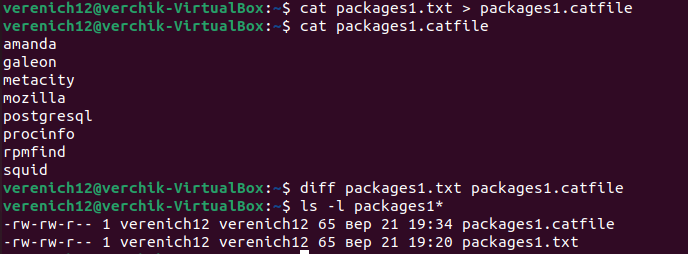 verenich12@verchik-VirtualBox:~$ cat packages1.txt > packages1.catfile
verenich12@verchik-VirtualBox:~$ cat packages1.catfile
amanda
galeon
metacity
mozilla
postgresql
procinfo
rpmfind
squid
verenich12@verchik-VirtualBox:~$ diff packages1.txt packages1.catfile
verenich12@verchik-VirtualBox:~$ ls -l packages1*
-rw-rw-r-- 1 verenich12 verenich12 65 вер 21 19:34 packages1.catfile
-rw-rw-r-- 1 verenich12 verenich12 65 вер 21 19:20 packages1.txt